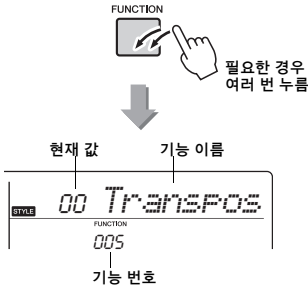 FUNCTION
필요한 경우
여러 번 누름
현재 값
기능 이름
STYLE
00 Transpos
FUNCTION
005
기능 번호